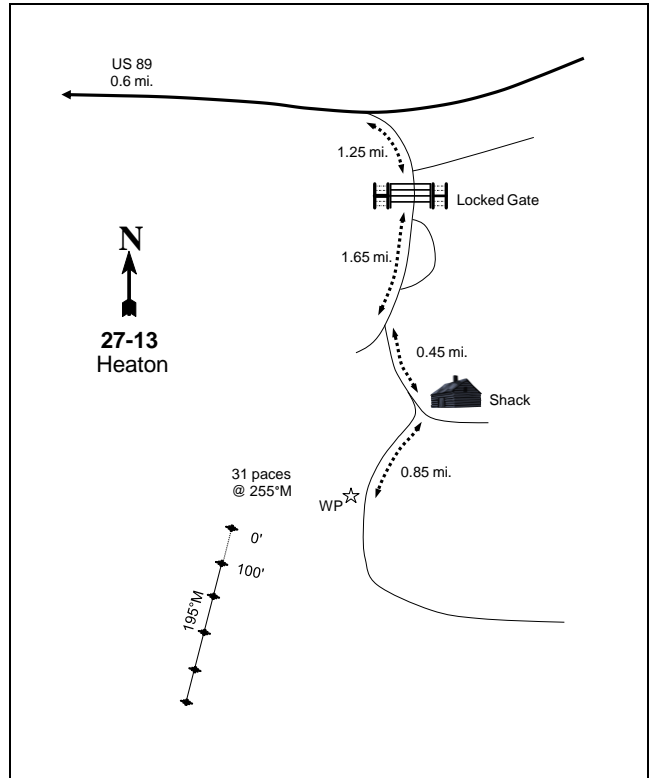 US 89
0.6 mi.
1.25 mi.
Locked Gate
N
1.65 mi.
27-13
Heaton
0.45 mi.
Shack
0.85 mi.
31 paces
@ 255°M
WP
0'
100'
195°M